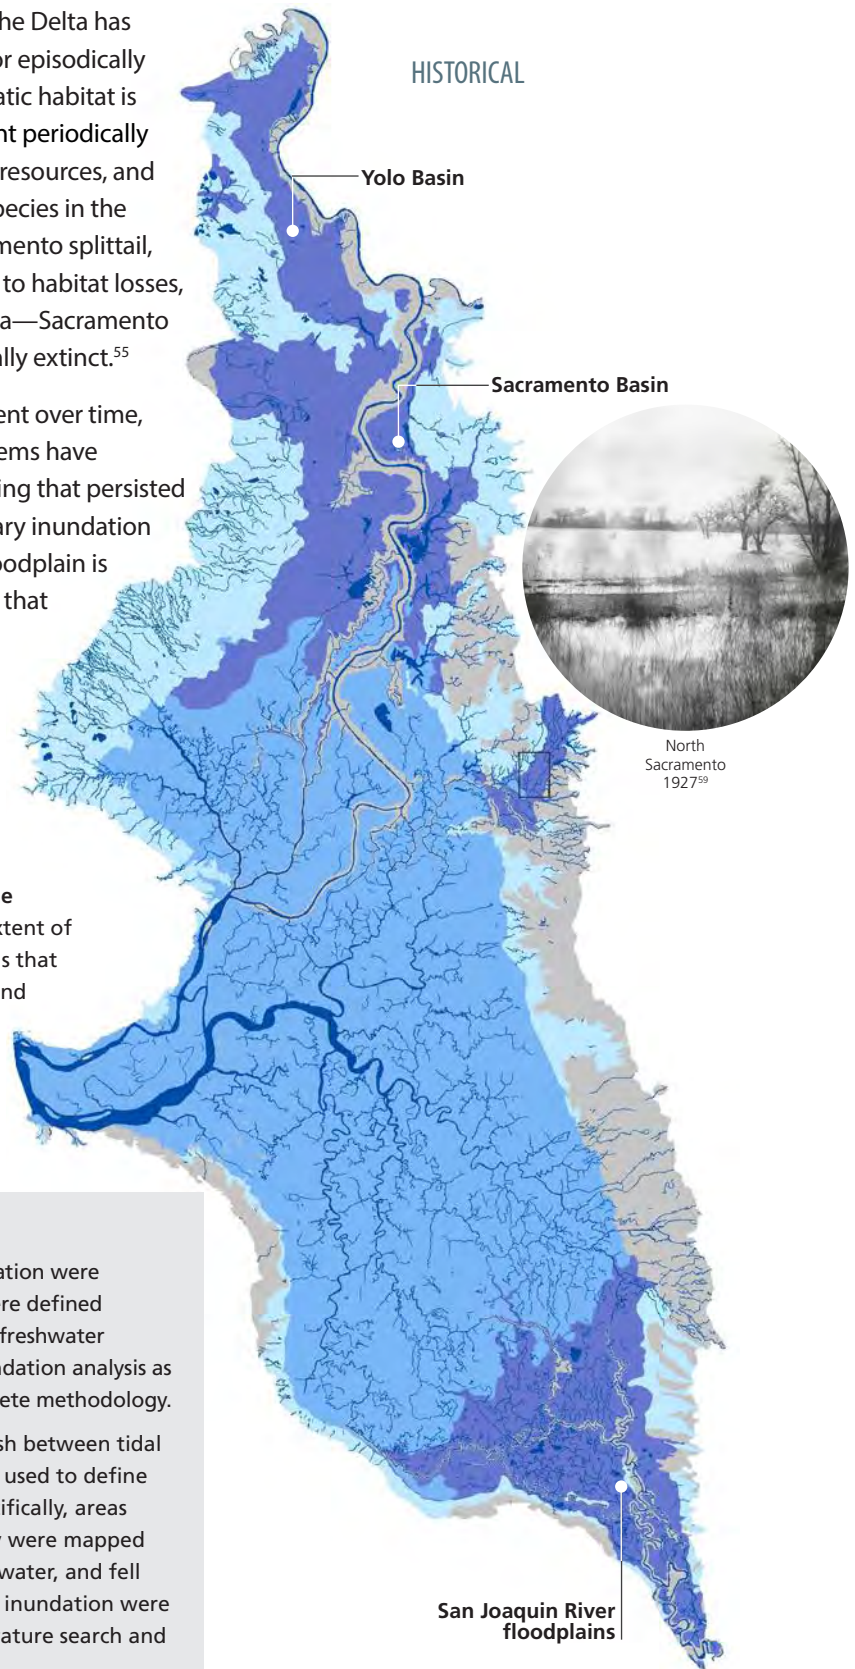 he Delta has
or episodically
atic habitat is
nt periodically
resources, and
pecies in the
mento splittail,
to habitat losses,
a—Sacramento
ally extinct.55
HISTORICAL
Yolo Basin
Sacramento Basin
ent over time,
ems have
ing that persisted
ary inundation
oodplain is
that
North
Sacramento
192759
e
xtent of
s that
nd
ation were
ere defined
freshwater
ndation analysis as
ete methodology.
sh between tidal
used to define
ifically, areas
y were mapped
water, and fell
inundation were
ature search and
San Joaquin River
floodplains